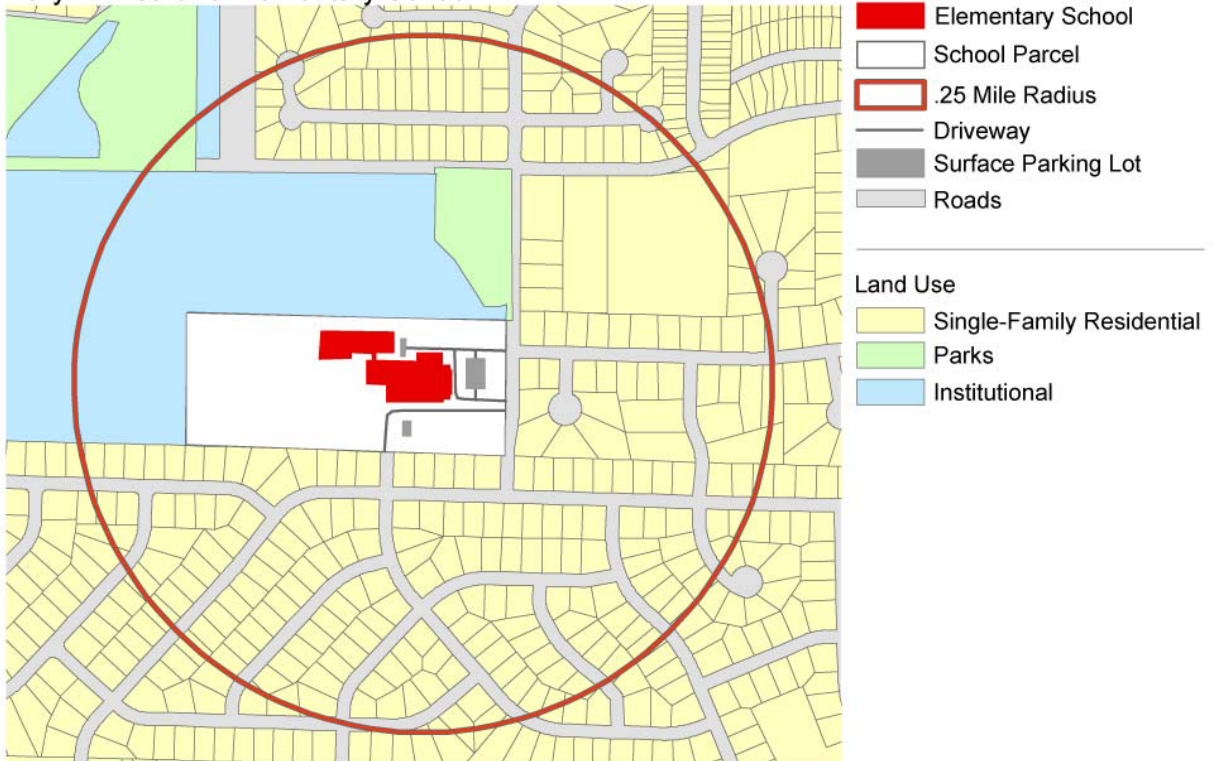 Elementary School
School Parcel
.25 Mile Radius
Driveway
Surface Parking Lot
Roads
Land Use
Single-Family Residential
Parks
Institutional